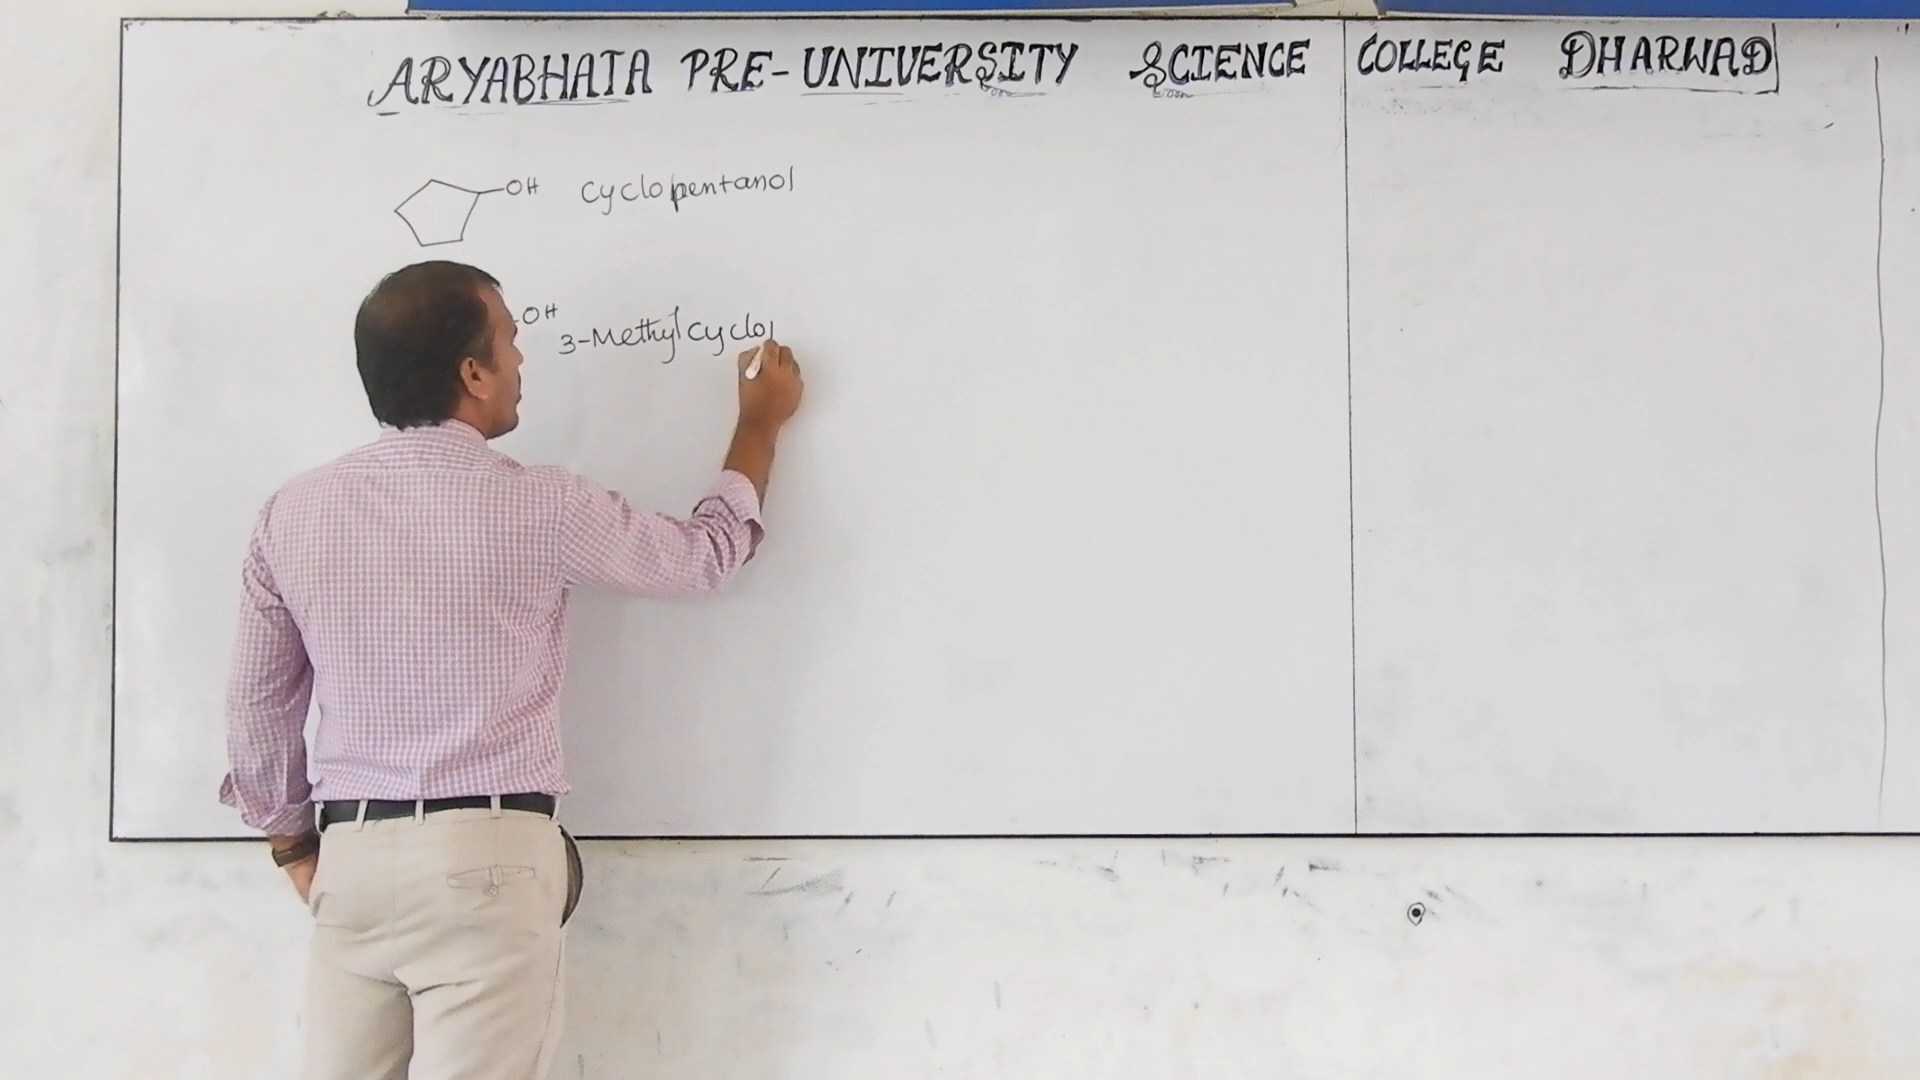 ARYABHATA PRE-UNIVERSITY SCIENCE COLLEGE DHARWAD
OH Cyclopentanol
OH
3-Methylcyclo